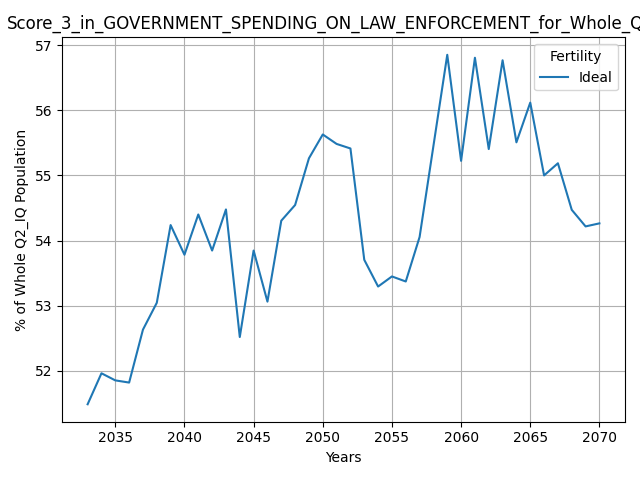 Score_3_in_GOVERNMENT_SPENDING_ON_LAW_ENFORCEMENT_for_Whole_Q
57
56
55
54
53
52
% of Whole Q2_IQ Population
Fertility
Ideal
2035 2040 2045 2050 2055 2060 2065 2070
Years